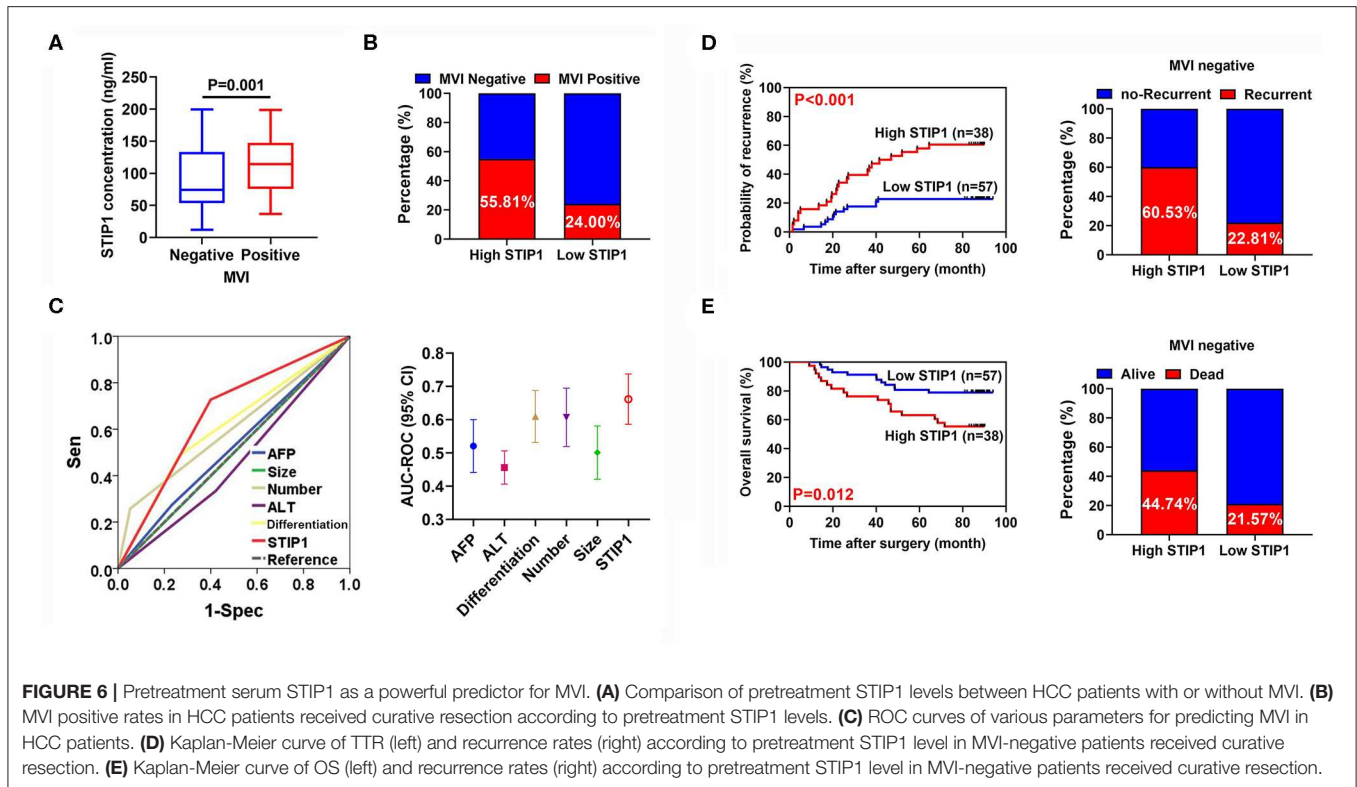 A
STIP1 concentration (ng/ml)
250
200
150
100
50
0
P=0.001
Negative Positive
MVI
B
MVI Negative MVI Positive
Percentage (%)
100
80
60
40
20
0
55.81%
24.00%
High STIP1 Low STIP1
C
Sen
1.0
0.8
0.6
0.4
0.2
0.0
AFP
Size
Number
ALT
Differentiation
STIP1
Reference
0.0 0.2 0.4 0.6 0.8 1.0
1-Spec
AUC-ROC (95% CI)
0.8
0.7
0.6
0.5
0.4
0.3
AFP
ALT
Differentiation
Number
Size
STIP1
D
Probability of recurrence (%)
100
80
60
40
20
0
P<0.001
High STIP1 (n=38)
Low STIP1 (n=57)
0 20 40 60 80 100
Time after surgery (month)
MVI negative
no-Recurrent Recurrent
Percentage (%)
100
80
60
40
20
0
60.53%
22.81%
High STIP1 Low STIP1
E
Overall survival (%)
100
80
60
40
20
0
Low STIP1 (n=57)
High STIP1 (n=38)
P=0.012
0 20 40 60 80 100
Time after surgery (month)
MVI negative
Alive Dead
Percentage (%)
100
80
60
40
20
0
44.74%
21.57%
High STIP1 Low STIP1
FIGURE 6 | Pretreatment serum STIP1 as a powerful predictor for MVI. (A) Comparison of pretreatment STIP1 levels between HCC patients with or without MVI. (B)
MVI positive rates in HCC patients received curative resection according to pretreatment STIP1 levels. (C) ROC curves of various parameters for predicting MVI in
HCC patients. (D) Kaplan-Meier curve of TTR (left) and recurrence rates (right) according to pretreatment STIP1 level in MVI-negative patients received curative
resection. (E) Kaplan-Meier curve of OS (left) and recurrence rates (right) according to pretreatment STIP1 level in MVI-negative patients received curative resection.